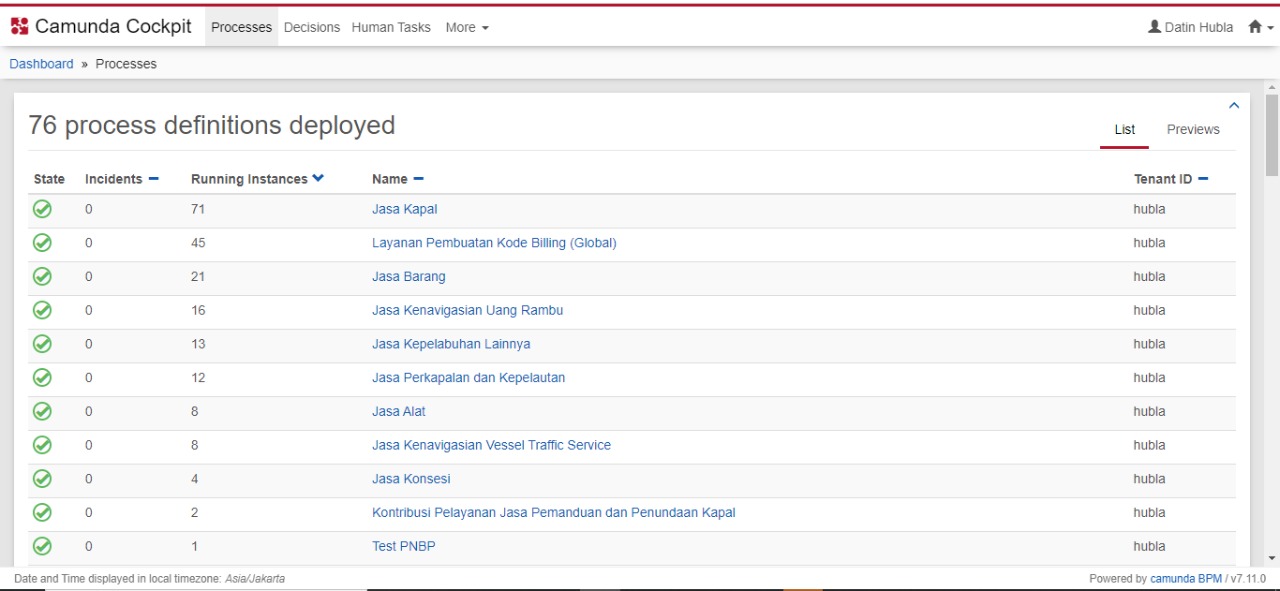 Camunda Cockpit Processes Decisions Human Tasks More Datin Hubla
Dashboard » Processes
76 process definitions deployed
List Previews
State Incidents Running Instances Name Tenant ID
0 71 Jasa Kapal hubla
0 45 Layanan Pembuatan Kode Billing (Global) hubla
0 21 Jasa Barang hubla
0 16 Jasa Kenavigasian Uang Rambu hubla
0 13 Jasa Kepelabuhan Lainnya hubla
0 12 Jasa Perkapalan dan Kepelautan hubla
0 8 Jasa Alat hubla
0 8 Jasa Kenavigasian Vessel Traffic Service hubla
0 4 Jasa Konsesi hubla
0 2 Kontribusi Pelayanan Jasa Pemanduan dan Penundaan Kapal hubla
0 1 Test PNBP hubla
Date and Time displayed in local timezone: Asia/Jakarta Powered by camunda BPM / v7.11.0